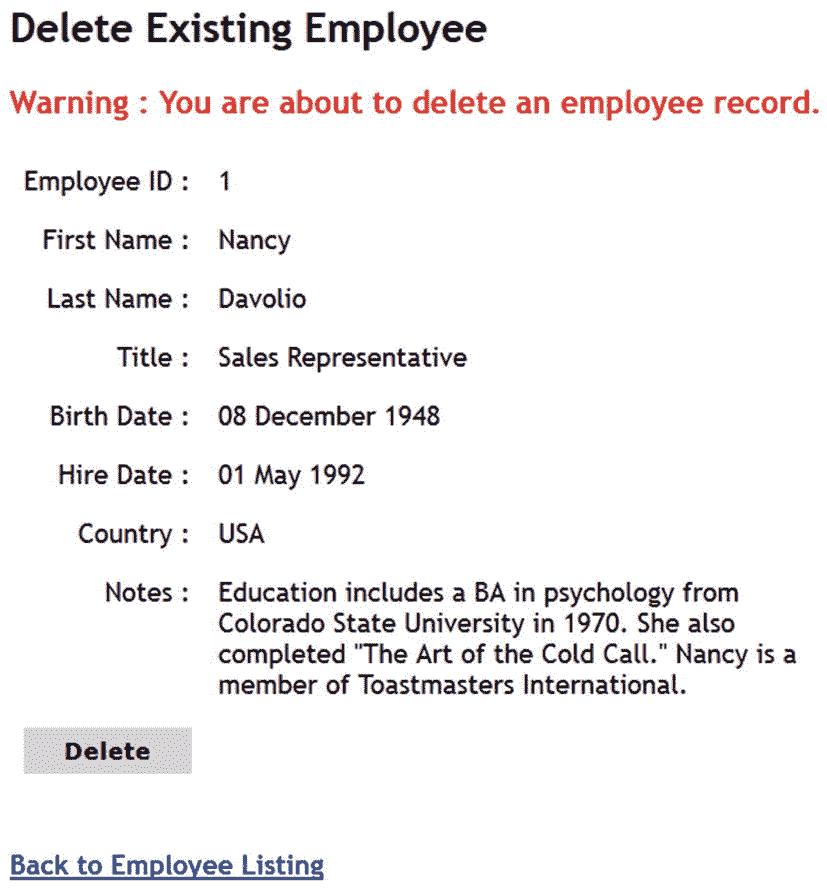 Delete Existing Employee
Warning : You are about to delete an employee record.
Employee ID : 1
First Name : Nancy
Last Name : Davolio
Title : Sales Representative
Birth Date : 08 December 1948
Hire Date : 01 May 1992
Country : USA
Notes : Education includes a BA in psychology from
Colorado State University in 1970. She also
completed "The Art of the Cold Call." Nancy is a
member of Toastmasters International.
Delete
Back to Employee Listing